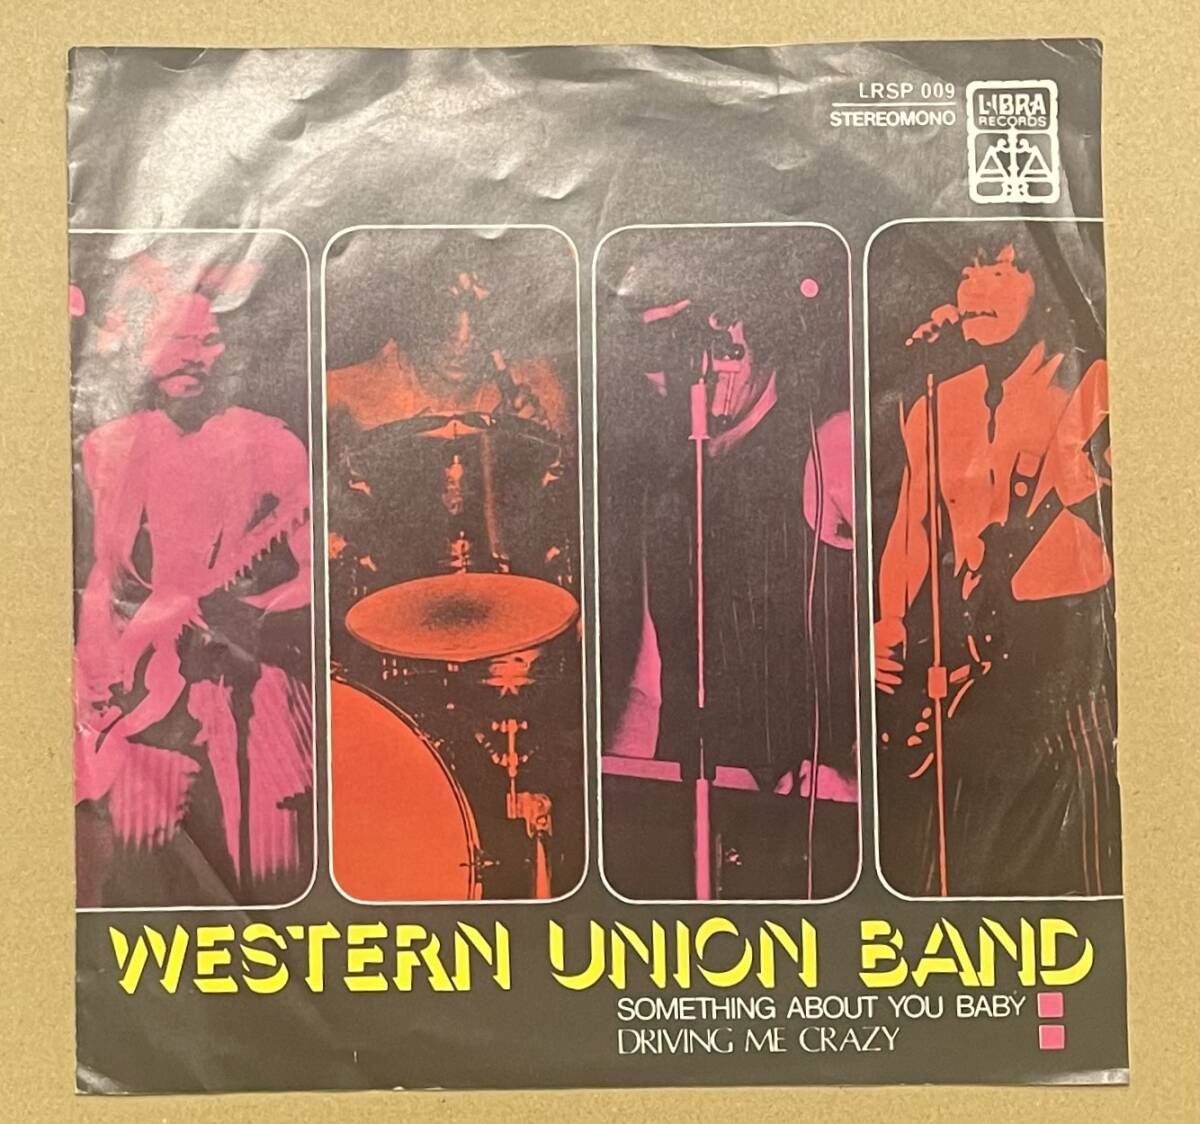 LRSP 009
STEREOMONO
LIBRA
RECORDS
WESTERN UNION BAND
SOMETHING ABOUT YOU BABY
DRIVING ME CRAZY